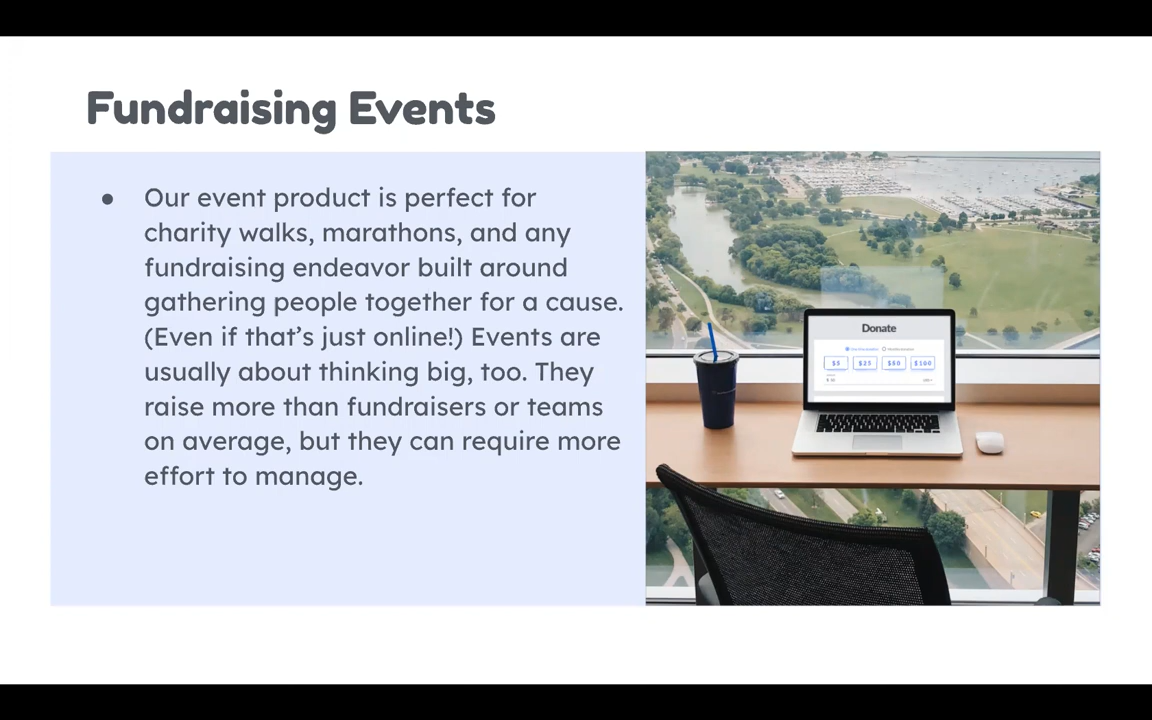 Fundraising Events
● Our event product is perfect for
charity walks, marathons, and any
fundraising endeavor built around
gathering people together for a cause.
(Even if that’s just online!) Events are
usually about thinking big, too. They
raise more than fundraisers or teams
on average, but they can require more
effort to manage.
Donate
$5 $25 $50 $100